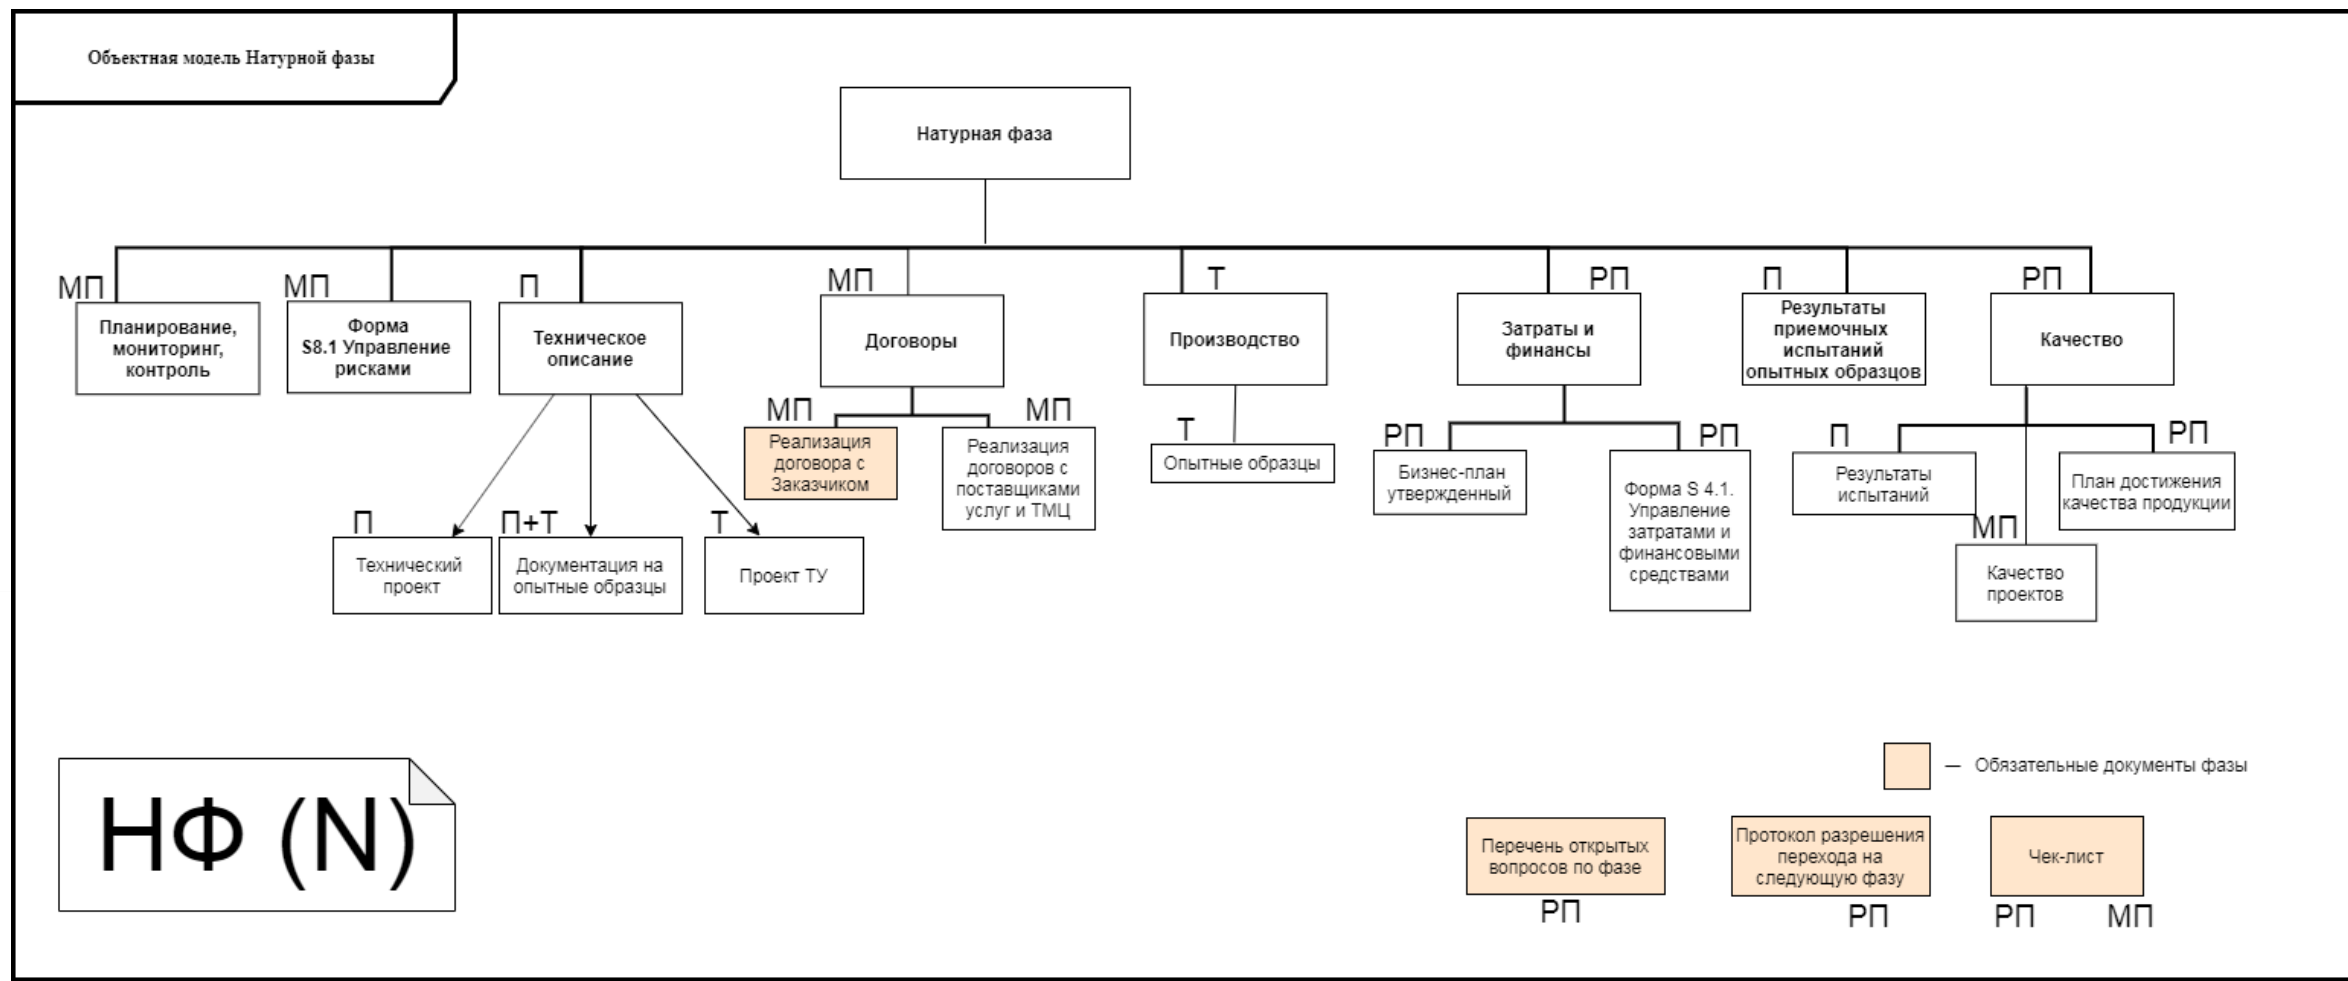 Объектная модель Натурной фазы
Натурная фаза
МП
Планирование,
мониторинг,
контроль
МП
Форма
S8.1 Управление
рисками
П
Техническое
описание
МП
Договоры
Т
Производство
РП
Затраты и
финансы
П
Результаты
приемочных
испытаний
опытных образцов
РП
Качество
П
Технический
проект
П+Т
Документация на
опытные образцы
Т
Проект ТУ
МП
Реализация
договора с
Заказчиком
МП
Реализация
договоров с
поставщиками
услуг и ТМЦ
Т
Опытные образцы
РП
Бизнес-план
утвержденный
РП
Форма S 4.1.
Управление
затратами и
финансовыми
средствами
П
Результаты
испытаний
МП
Качество
проектов
РП
План достижения
качества продукции
НФ (N)
— Обязательные документы фазы
Перечень открытых
вопросов по фазе
РП
Протокол разрешения
перехода на
следующую фазу
РП
Чек-лист
РП МП